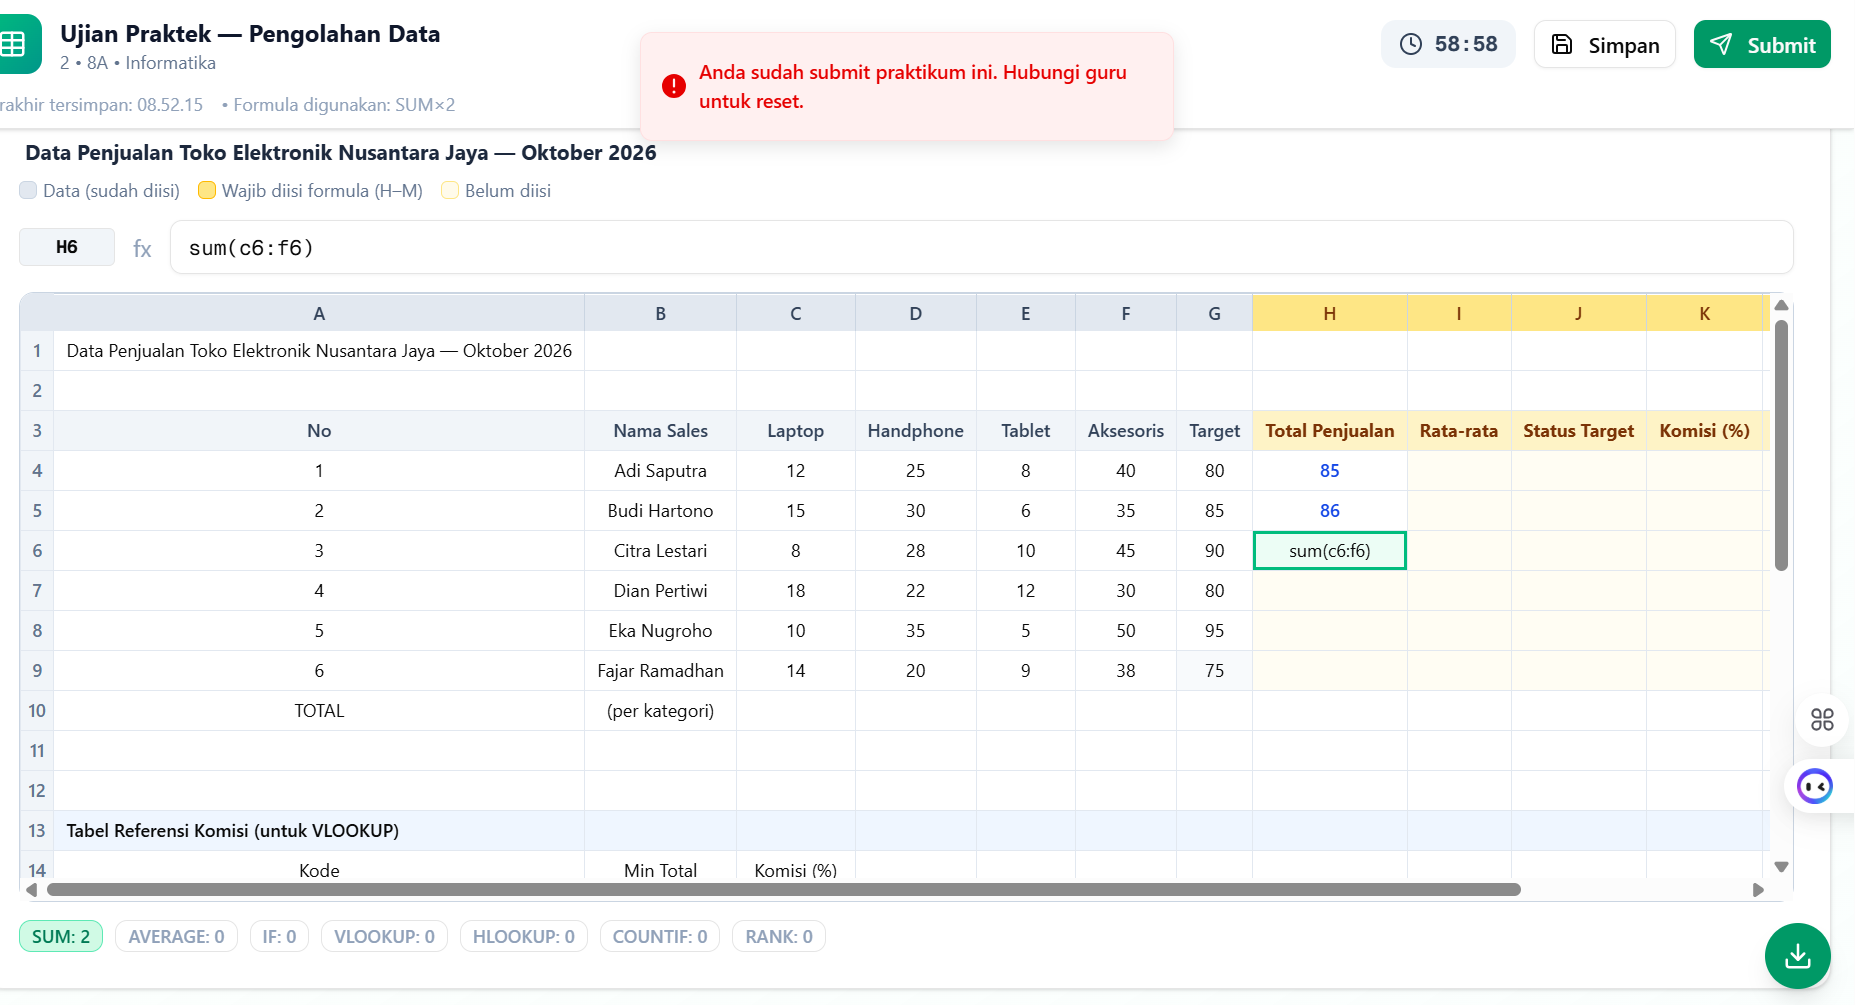 Ujian Praktek — Pengolahan Data
2 • 8A • Informatika
rakhir tersimpan: 08.52.15 • Formula digunakan: SUM×2
Anda sudah submit praktikum ini. Hubungi guru
untuk reset.
58:58
Simpan
Submit
Data Penjualan Toko Elektronik Nusantara Jaya — Oktober 2026
Data (sudah diisi) Wajib diisi formula (H–M) Belum diisi
H6 fx sum(c6:f6)
A B C D E F G H I J K
1 Data Penjualan Toko Elektronik Nusantara Jaya — Oktober 2026
2
3 No Nama Sales Laptop Handphone Tablet Aksesoris Target Total Penjualan Rata-rata Status Target Komisi (%)
4 1 Adi Saputra 12 25 8 40 80 85
5 2 Budi Hartono 15 30 6 35 85 86
6 3 Citra Lestari 8 28 10 45 90 sum(c6:f6)
7 4 Dian Pertiwi 18 22 12 30 80
8 5 Eka Nugroho 10 35 5 50 95
9 6 Fajar Ramadhan 14 20 9 38 75
10 TOTAL (per kategori)
11
12
13 Tabel Referensi Komisi (untuk VLOOKUP)
14 Kode Min Total Komisi (%)
SUM: 2 AVERAGE: 0 IF: 0 VLOOKUP: 0 HLOOKUP: 0 COUNTIF: 0 RANK: 0